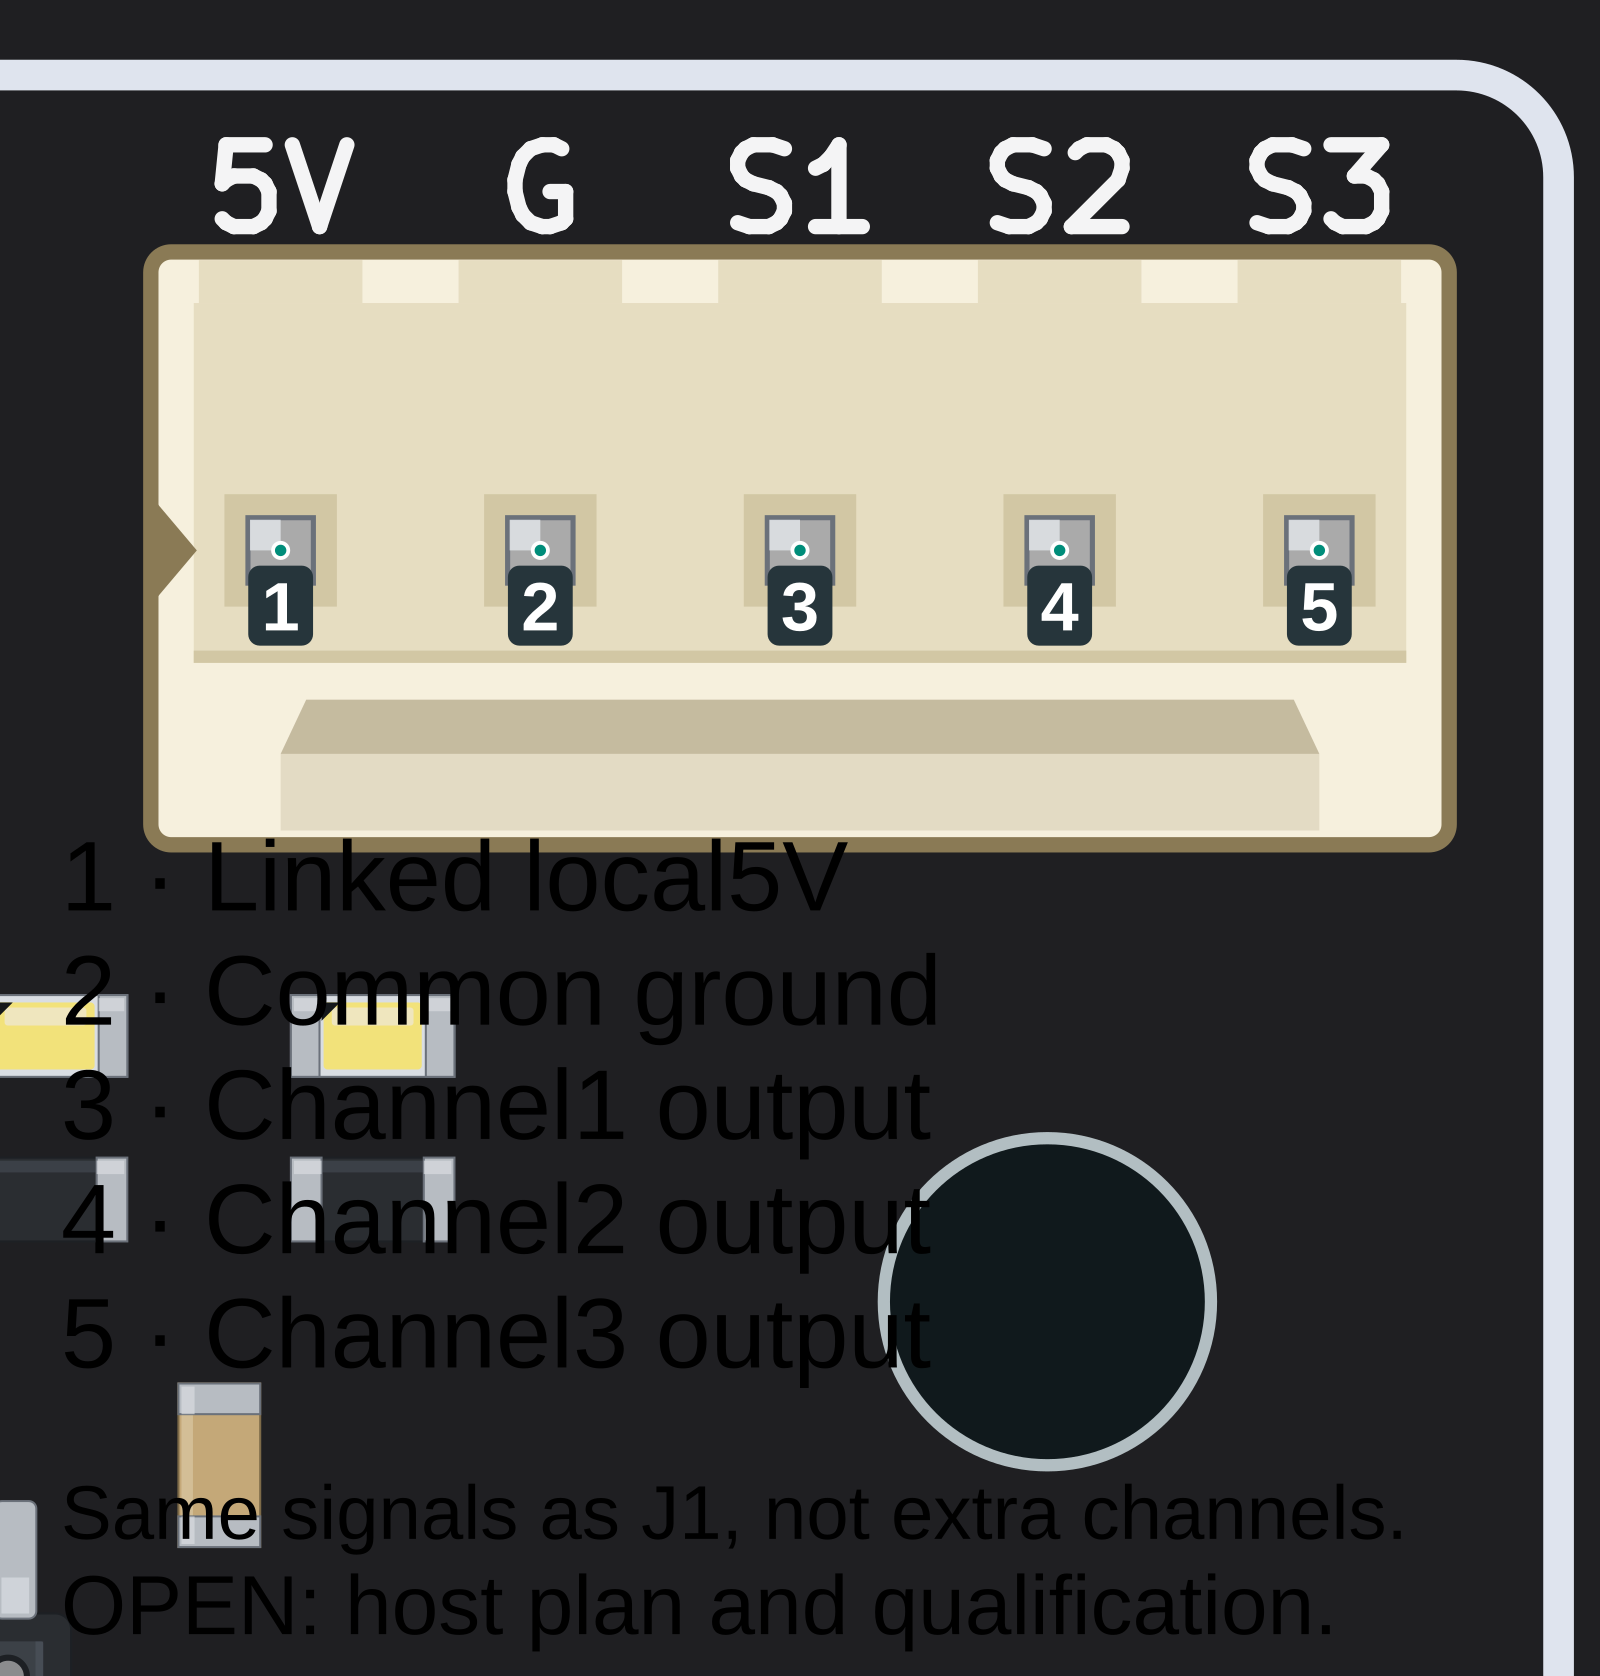 5V G S1 S2 S3
1 2 3 4 5
1 · Linked local5V
2 · Common ground
3 · Channel1 output
4 · Channel2 output
5 · Channel3 output
Same signals as J1, not extra channels.
OPEN: host plan and qualification.